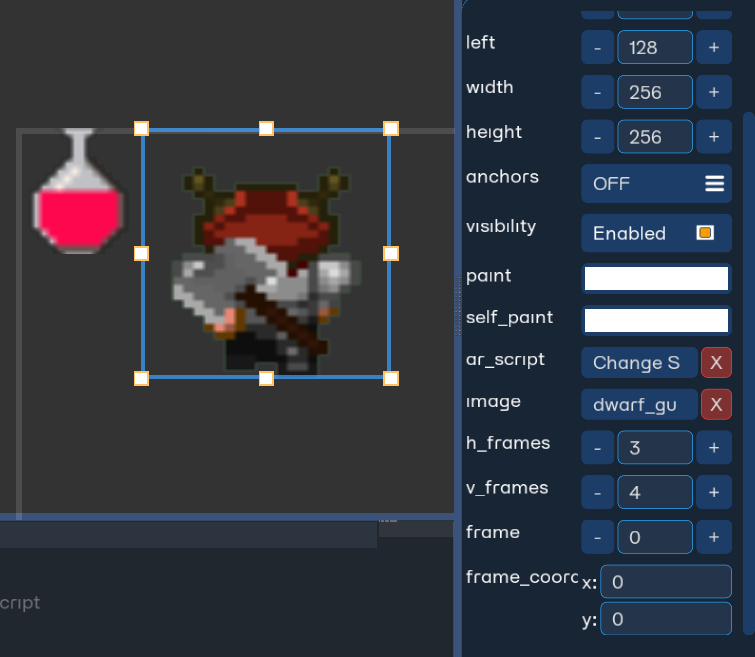 left - 128 +
width - 256 +
height - 256 +
anchors OFF
visibility Enabled
paint
self_paint
ar_script Change S X
image dwarf_gu X
h_frames - 3 +
v_frames - 4 +
frame - 0 +
frame_coorc x: 0
y: 0
cript